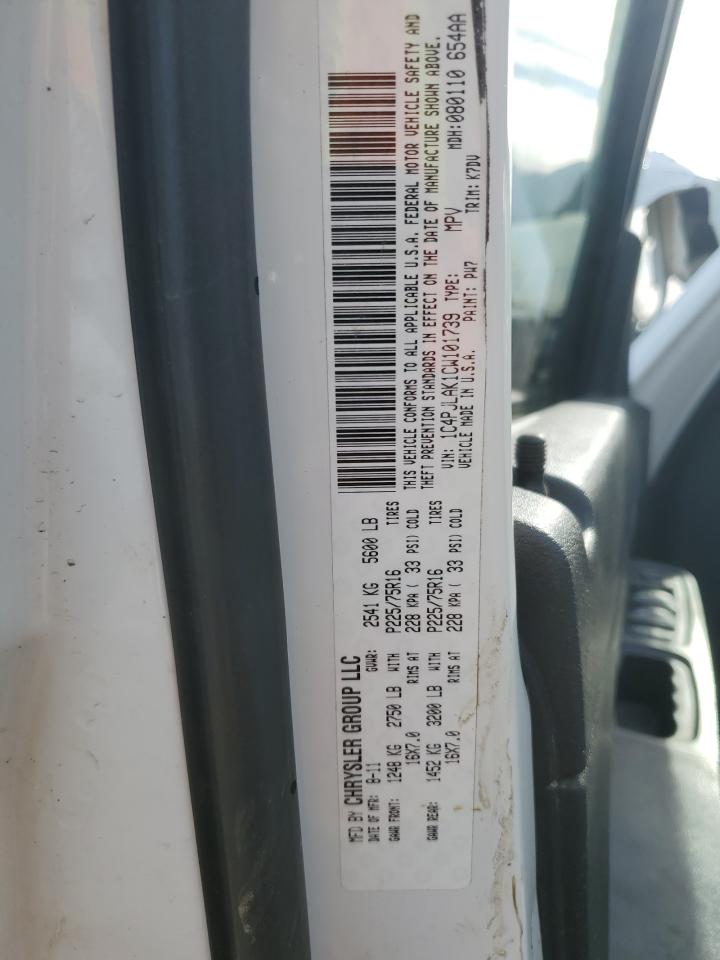 MFD BY CHRYSLER GROUP LLC
DATE OF MFR: 8-11 GVWR: 2541 KG 5600 LB
GAWR FRONT: 1248 KG 2750 LB WITH P225/75R16 TIRES
16X7.0 RIMS AT 228 KPA ( 33 PSI) COLD
GAWR REAR: 1452 KG 3200 LB WITH P225/75R16 TIRES
16X7.0 RIMS AT 228 KPA ( 33 PSI) COLD
THIS VEHICLE CONFORMS TO ALL APPLICABLE U.S.A. FEDERAL MOTOR VEHICLE SAFETY AND
THEFT PREVENTION STANDARDS IN EFFECT ON THE DATE OF MANUFACTURE SHOWN ABOVE.
VIN: 1C4PJLAK1CW101739 TYPE: MPV MDH:080110 654AA
VEHICLE MADE IN U.S.A. PAINT: PW7 TRIM: K7DV